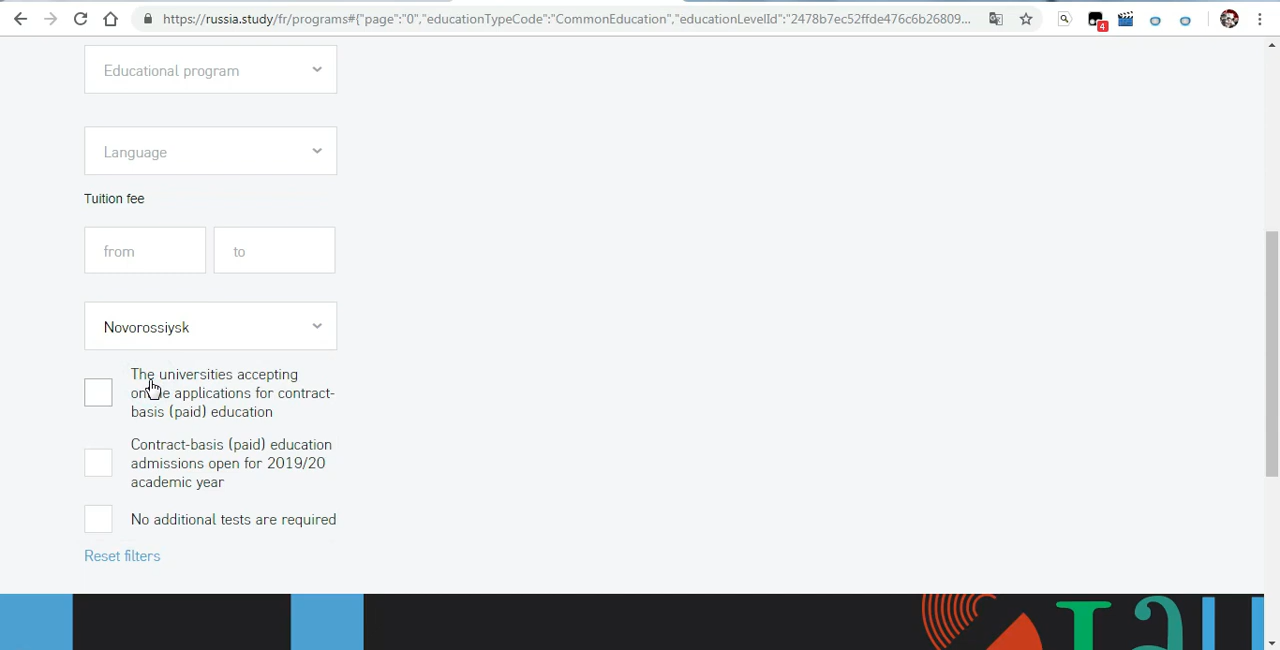 https://russia.study/fr/programs#{"page":"0","educationTypeCode":"CommonEducation","educationLevelId":"2478b7ec52ffde476c6b26809...
4
Educational program
Language
Tuition fee
from to
Novorossiysk
The universities accepting
online applications for contract-
basis (paid) education
Contract-basis (paid) education
admissions open for 2019/20
academic year
No additional tests are required
Reset filters